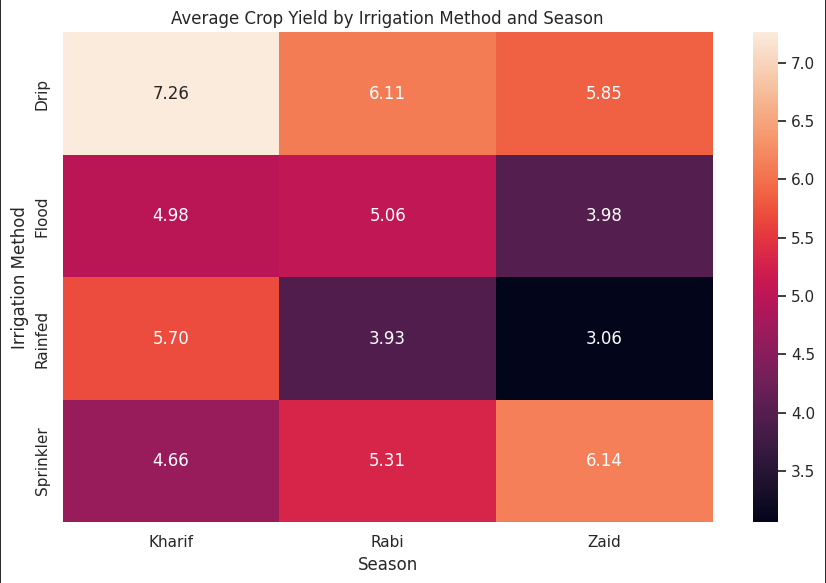 Average Crop Yield by Irrigation Method and Season
Irrigation Method
Drip
7.26 6.11 5.85
Flood
4.98 5.06 3.98
Rainfed
5.70 3.93 3.06
Sprinkler
4.66 5.31 6.14
Kharif Rabi Zaid
Season
7.0
6.5
6.0
5.5
5.0
4.5
4.0
3.5